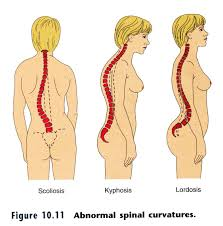 Scoliosis Kyphosis Lordosis
Figure 10.11 Abnormal spinal curvatures.